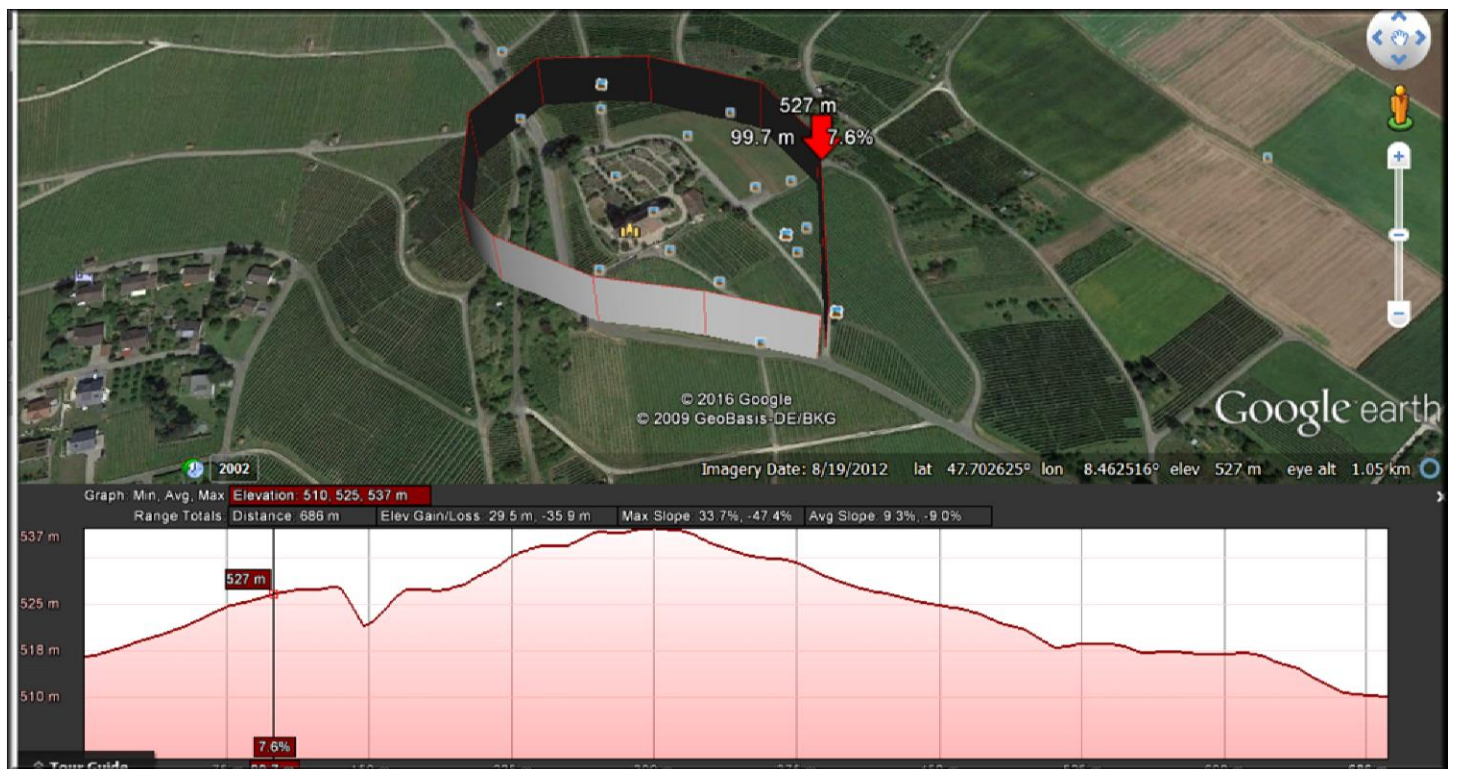 527 m
99.7 m 7.6%
© 2016 Google
© 2009 GeoBasis-DE/BKG
Google earth
2002
Imagery Date: 8/19/2012 lat 47.702625° lon 8.462516° elev 527 m eye alt 1.05 km
Graph: Min, Avg, Max Elevation: 510, 525, 537 m
Range Totals: Distance: 686 m Elev Gain/Loss: 29.5 m, -35.9 m Max Slope: 33.7%, -47.4% Avg Slope: 9.3%, -9.0%
537 m
527 m
525 m
518 m
510 m
7.6%
Tour Guide